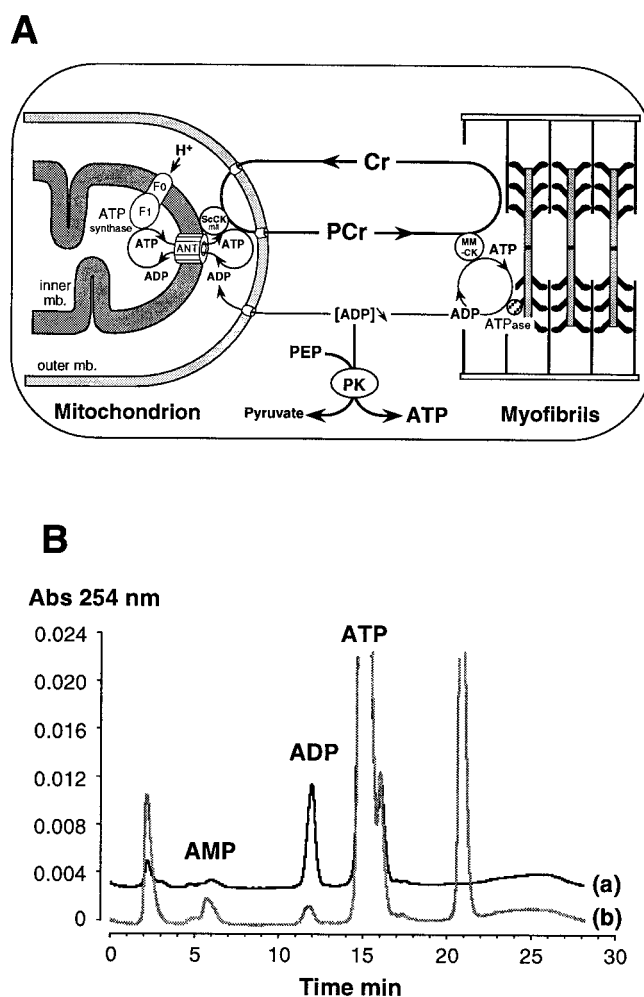 A
H+
F0
F1
ATP
synthase
ATP
ADP
ANT
ScCK
mit
ATP
ADP
inner
mb.
outer mb.
Mitochondrion
Cr
PCr
[ADP]
PEP
PK
Pyruvate
ATP
MM
-CK
ATP
ADP
ATPase
Myofibrils
B
Abs 254 nm
0.024
0.020
0.016
0.012
0.008
0.004
0
AMP
ADP
ATP
(a)
(b)
0 5 10 15 20 25 30
Time min